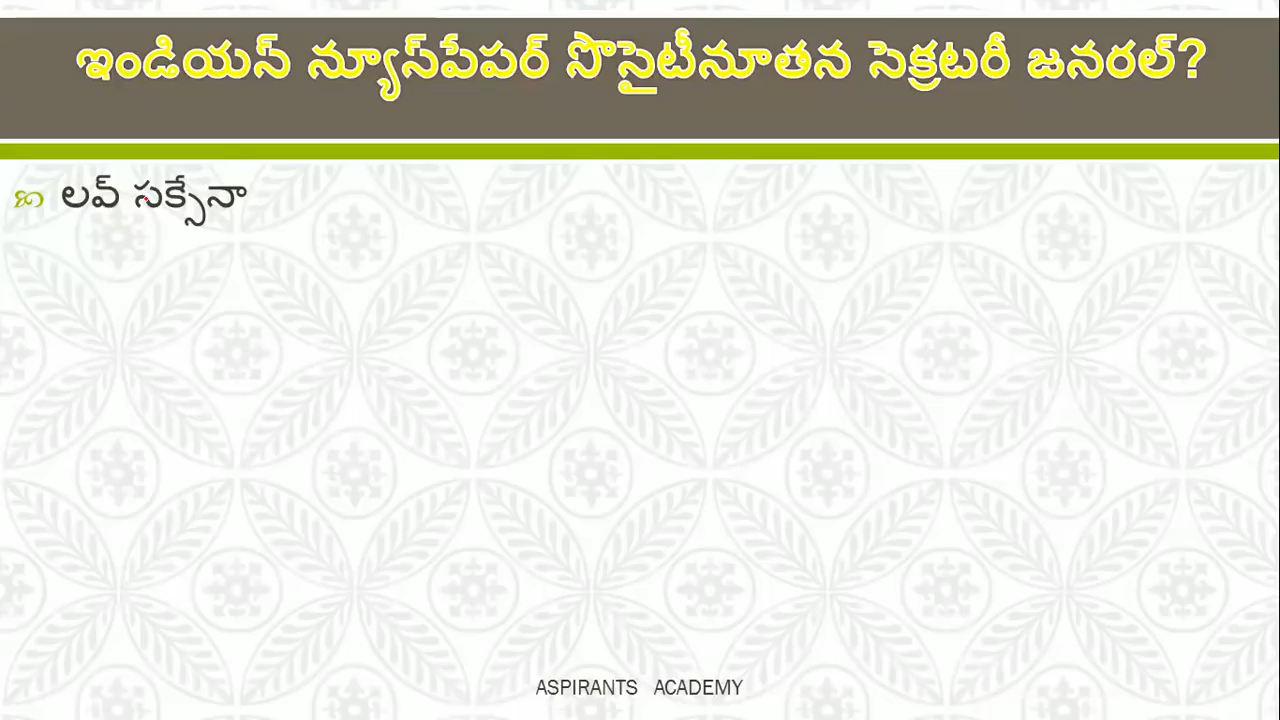 ఇండియన్ న్యూస్‌పేపర్ సొసైటీనూతన సెక్రటరీ జనరల్?
లవ్ సక్సేనా
ASPIRANTS ACADEMY